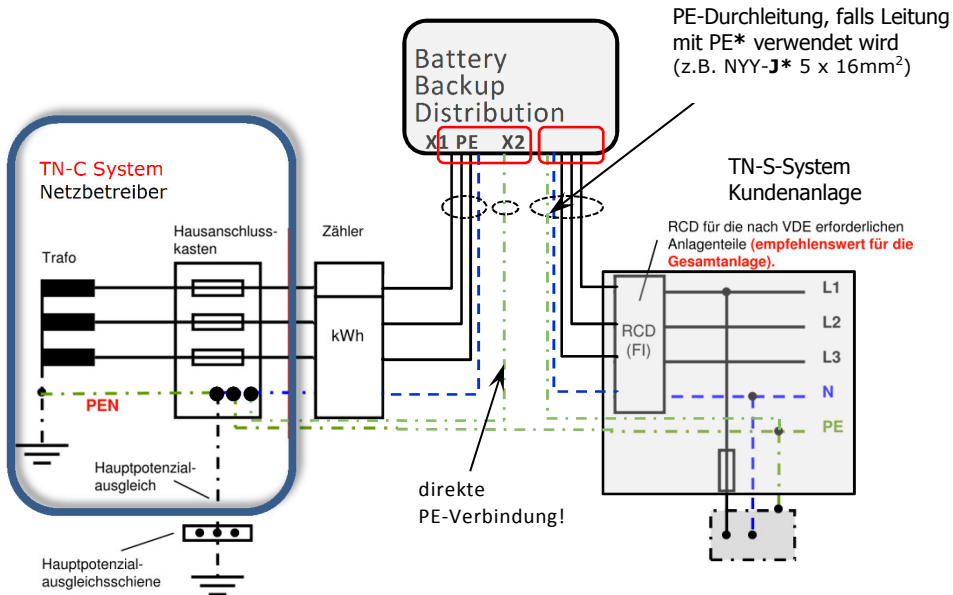 PE-Durchleitung, falls Leitung
mit PE* verwendet wird
(z.B. NYY-J* 5 x 16mm²)
Battery
Backup
Distribution
X1 PE X2
TN-C System
Netzbetreiber
TN-S-System
Kundenanlage
RCD für die nach VDE erforderlichen
Anlagenteile (empfehlenswert für die
Gesamtanlage).
Hausanschluss-
kasten
Zähler
Trafo
kWh
RCD
(FI)
L1
L2
L3
N
PE
PEN
Hauptpotenzial-
ausgleich
direkte
PE-Verbindung!
Hauptpotenzial-
ausgleichsschiene